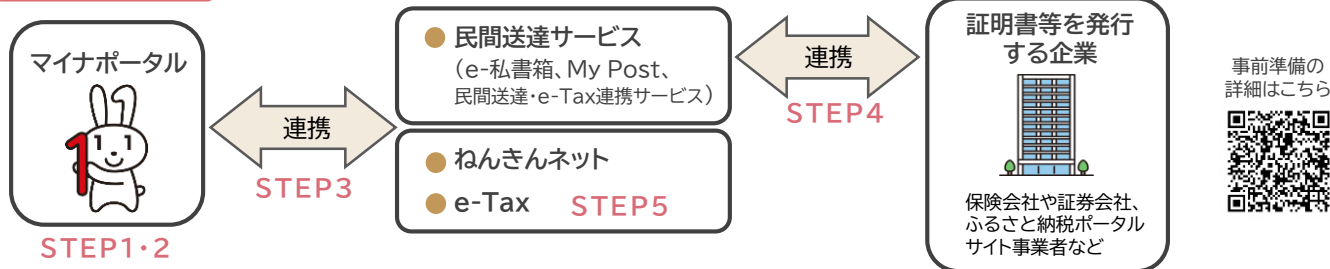 マイナポータル
1
STEP1・2
連携
STEP3
民間送達サービス
（e-私書箱、My Post、
民間送達・e-Tax連携サービス）
ねんきんネット
e-Tax STEP5
連携
STEP4
証明書等を発行
する企業
保険会社や証券会社、
ふるさと納税ポータル
サイト事業者など
事前準備の
詳細はこちら